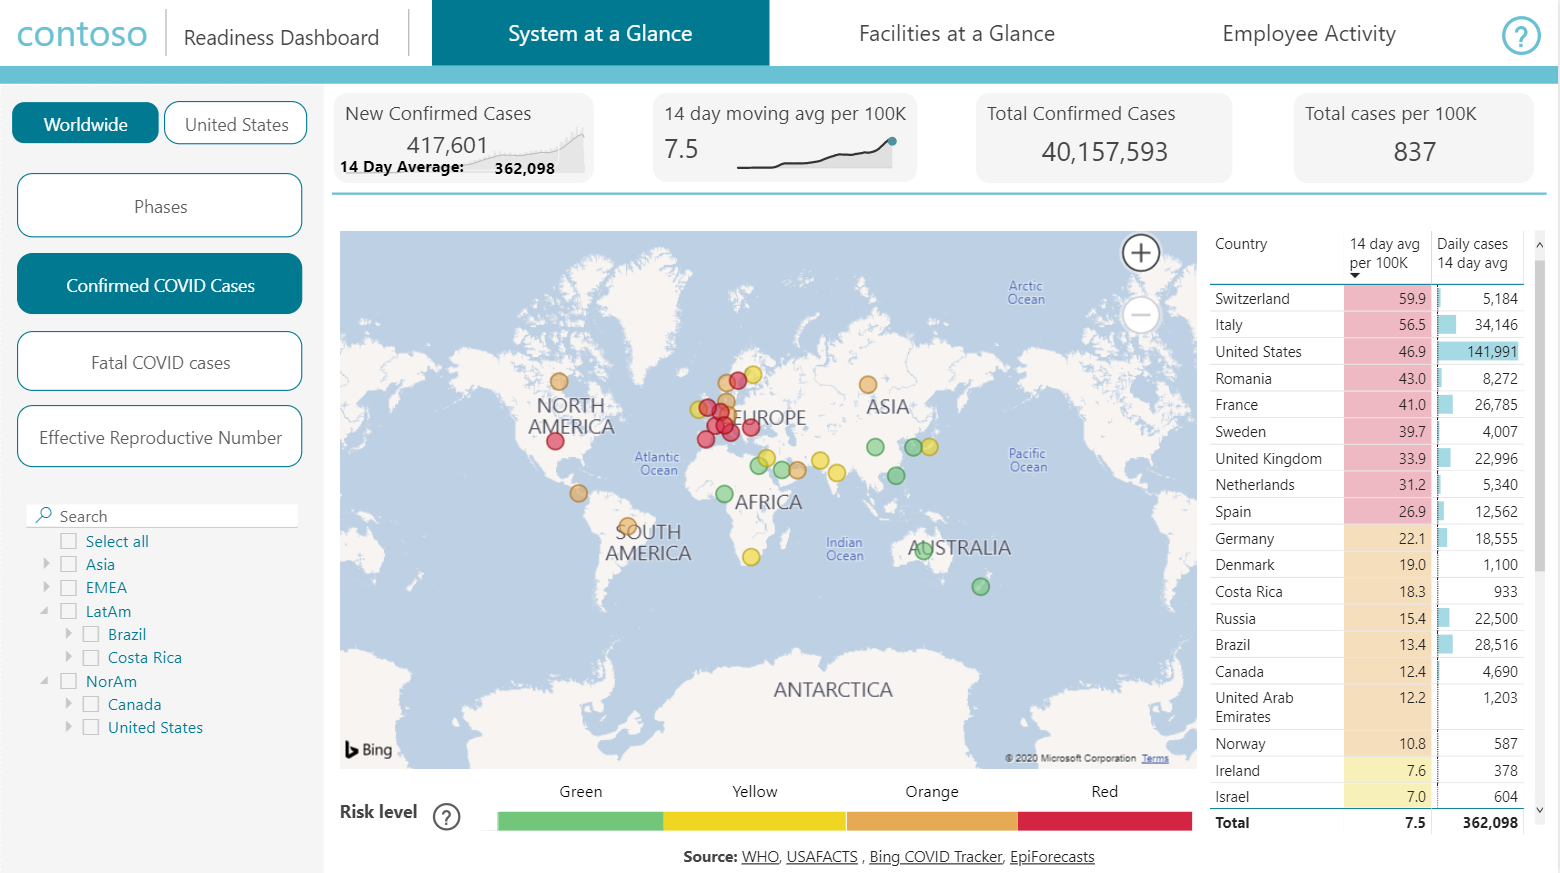 contoso
Readiness Dashboard
System at a Glance
Facilities at a Glance
Employee Activity
?
Worldwide
United States
Phases
Confirmed COVID Cases
Fatal COVID cases
Effective Reproductive Number
Search
Select all
Asia
EMEA
LatAm
Brazil
Costa Rica
NorAm
Canada
United States
New Confirmed Cases
417,601
14 Day Average: 362,098
14 day moving avg per 100K
7.5
Total Confirmed Cases
40,157,593
Total cases per 100K
837
Arctic
Ocean
NORTH
AMERICA
EUROPE
ASIA
Atlantic
Ocean
Pacific
Ocean
AFRICA
SOUTH
AMERICA
Indian
Ocean
AUSTRALIA
ANTARCTICA
Bing
© 2020 Microsoft Corporation Terms
Risk level ?
Green Yellow Orange Red
Source: WHO, USAFACTS , Bing COVID Tracker, EpiForecasts
Country 14 day avg per 100K Daily cases 14 day avg
Switzerland 59.9 5,184
Italy 56.5 34,146
United States 46.9 141,991
Romania 43.0 8,272
France 41.0 26,785
Sweden 39.7 4,007
United Kingdom 33.9 22,996
Netherlands 31.2 5,340
Spain 26.9 12,562
Germany 22.1 18,555
Denmark 19.0 1,100
Costa Rica 18.3 933
Russia 15.4 22,500
Brazil 13.4 28,516
Canada 12.4 4,690
United Arab Emirates 12.2 1,203
Norway 10.8 587
Ireland 7.6 378
Israel 7.0 604
Total 7.5 362,098